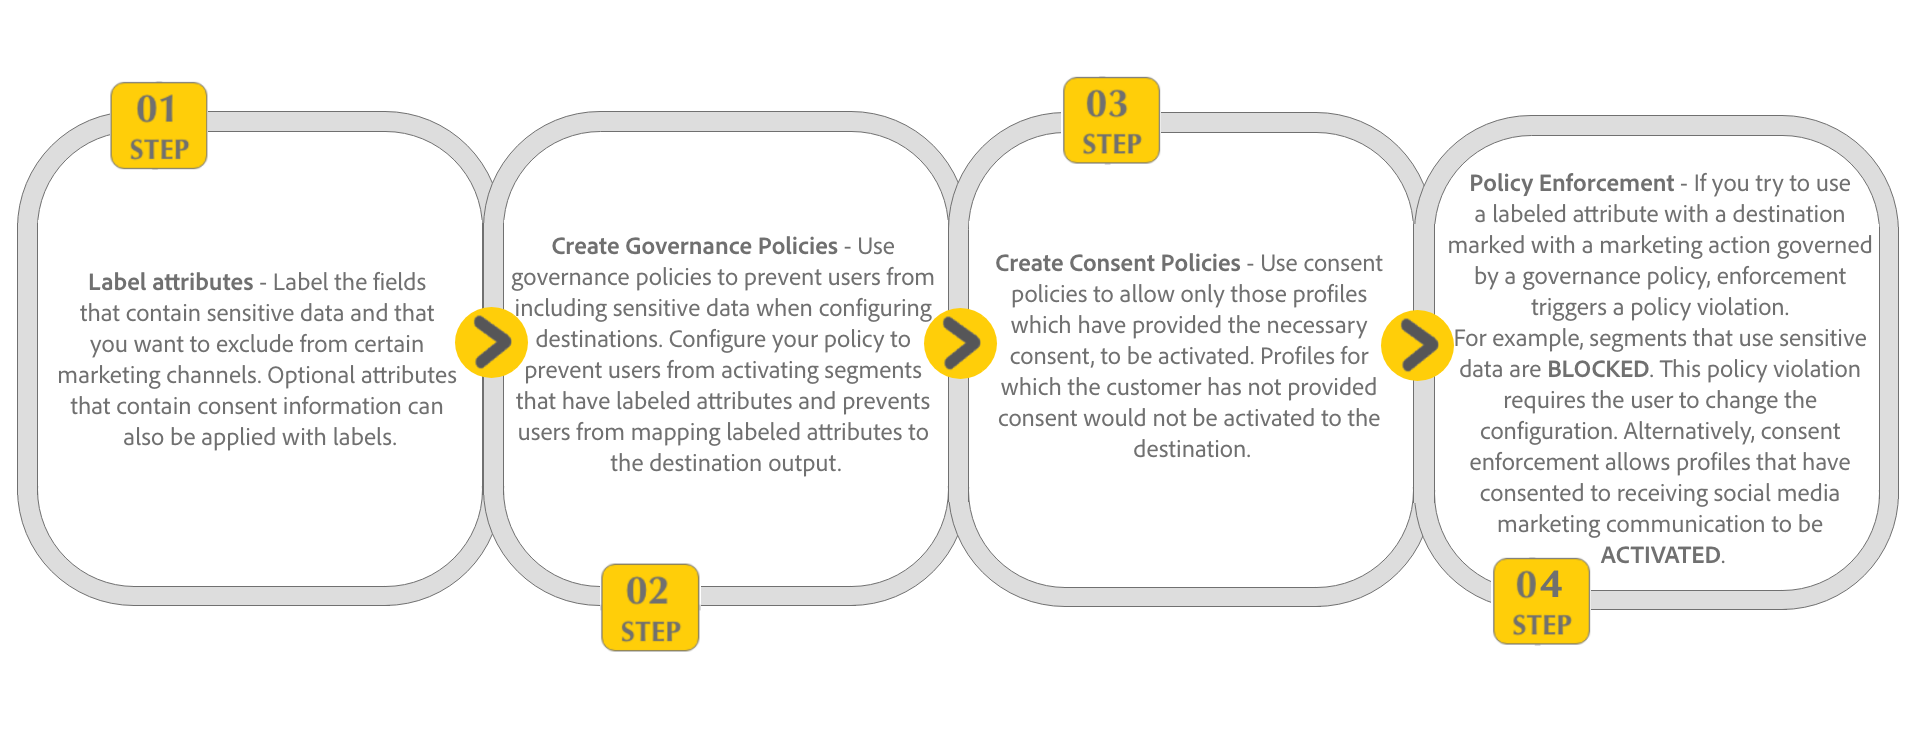 01
STEP
Label attributes - Label the fields
that contain sensitive data and that
you want to exclude from certain
marketing channels. Optional attributes
that contain consent information can
also be applied with labels.
Create Governance Policies - Use
governance policies to prevent users from
including sensitive data when configuring
destinations. Configure your policy to
prevent users from activating segments
that have labeled attributes and prevents
users from mapping labeled attributes to
the destination output.
02
STEP
03
STEP
Create Consent Policies - Use consent
policies to allow only those profiles
which have provided the necessary
consent, to be activated. Profiles for
which the customer has not provided
consent would not be activated to the
destination.
Policy Enforcement - If you try to use
a labeled attribute with a destination
marked with a marketing action governed
by a governance policy, enforcement
triggers a policy violation.
For example, segments that use sensitive
data are BLOCKED. This policy violation
requires the user to change the
configuration. Alternatively, consent
enforcement allows profiles that have
consented to receiving social media
marketing communication to be
ACTIVATED.
04
STEP